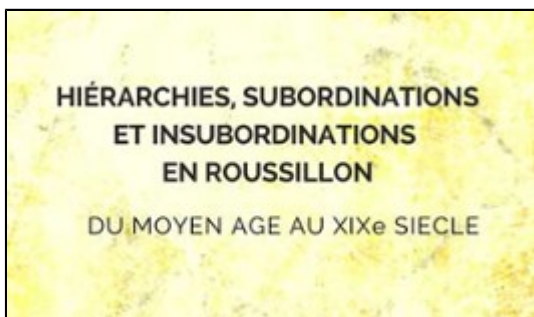 HIÉRARCHIES, SUBORDINATIONS
ET INSUBORDINATIONS
EN ROUSSILLON
DU MOYEN AGE AU XIXe SIECLE